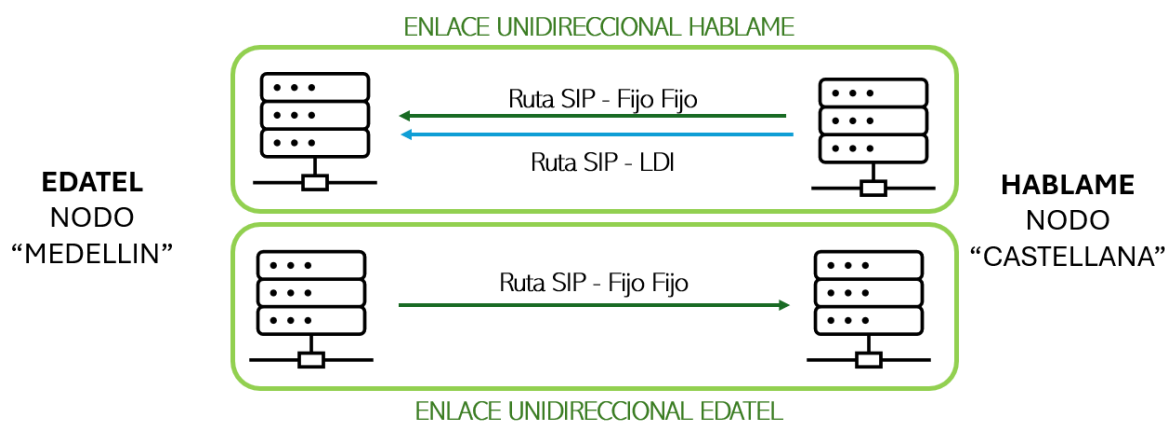 ENLACE UNIDIRECCIONAL HABLAME
Ruta SIP - Fijo Fijo
Ruta SIP - LDI
EDATEL
NODO
“MEDELLIN”
HABLAME
NODO
“CASTELLANA”
Ruta SIP - Fijo Fijo
ENLACE UNIDIRECCIONAL EDATEL